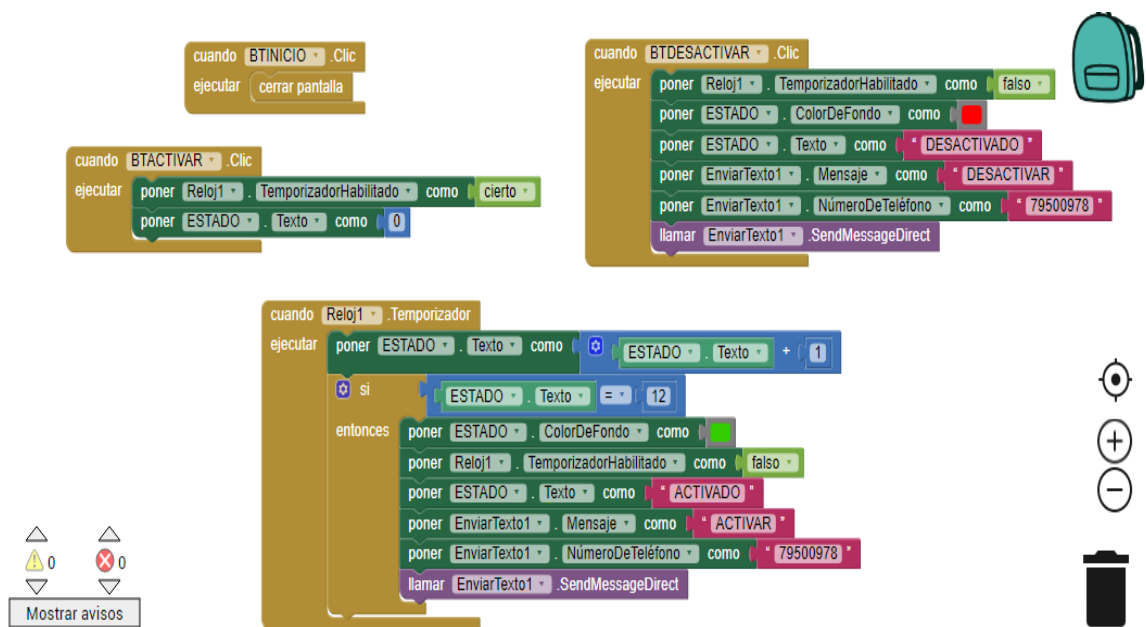 cuando BTINICIO .Clic
ejecutar cerrar pantalla
cuando BTACTIVAR .Clic
ejecutar poner Reloj1 . TemporizadorHabilitado como cierto
poner ESTADO . Texto como 0
cuando BTDESACTIVAR .Clic
ejecutar poner Reloj1 . TemporizadorHabilitado como falso
poner ESTADO . ColorDeFondo como
poner ESTADO . Texto como “ DESACTIVADO ”
poner EnviarTexto1 . Mensaje como “ DESACTIVAR ”
poner EnviarTexto1 . NúmeroDeTeléfono como “ 79500978 ”
llamar EnviarTexto1 .SendMessageDirect
cuando Reloj1 .Temporizador
ejecutar poner ESTADO . Texto como ESTADO . Texto + 1
si ESTADO . Texto = 12
entonces poner ESTADO . ColorDeFondo como
poner Reloj1 . TemporizadorHabilitado como falso
poner ESTADO . Texto como “ ACTIVADO ”
poner EnviarTexto1 . Mensaje como “ ACTIVAR ”
poner EnviarTexto1 . NúmeroDeTeléfono como “ 79500978 ”
llamar EnviarTexto1 .SendMessageDirect
0 0
Mostrar avisos